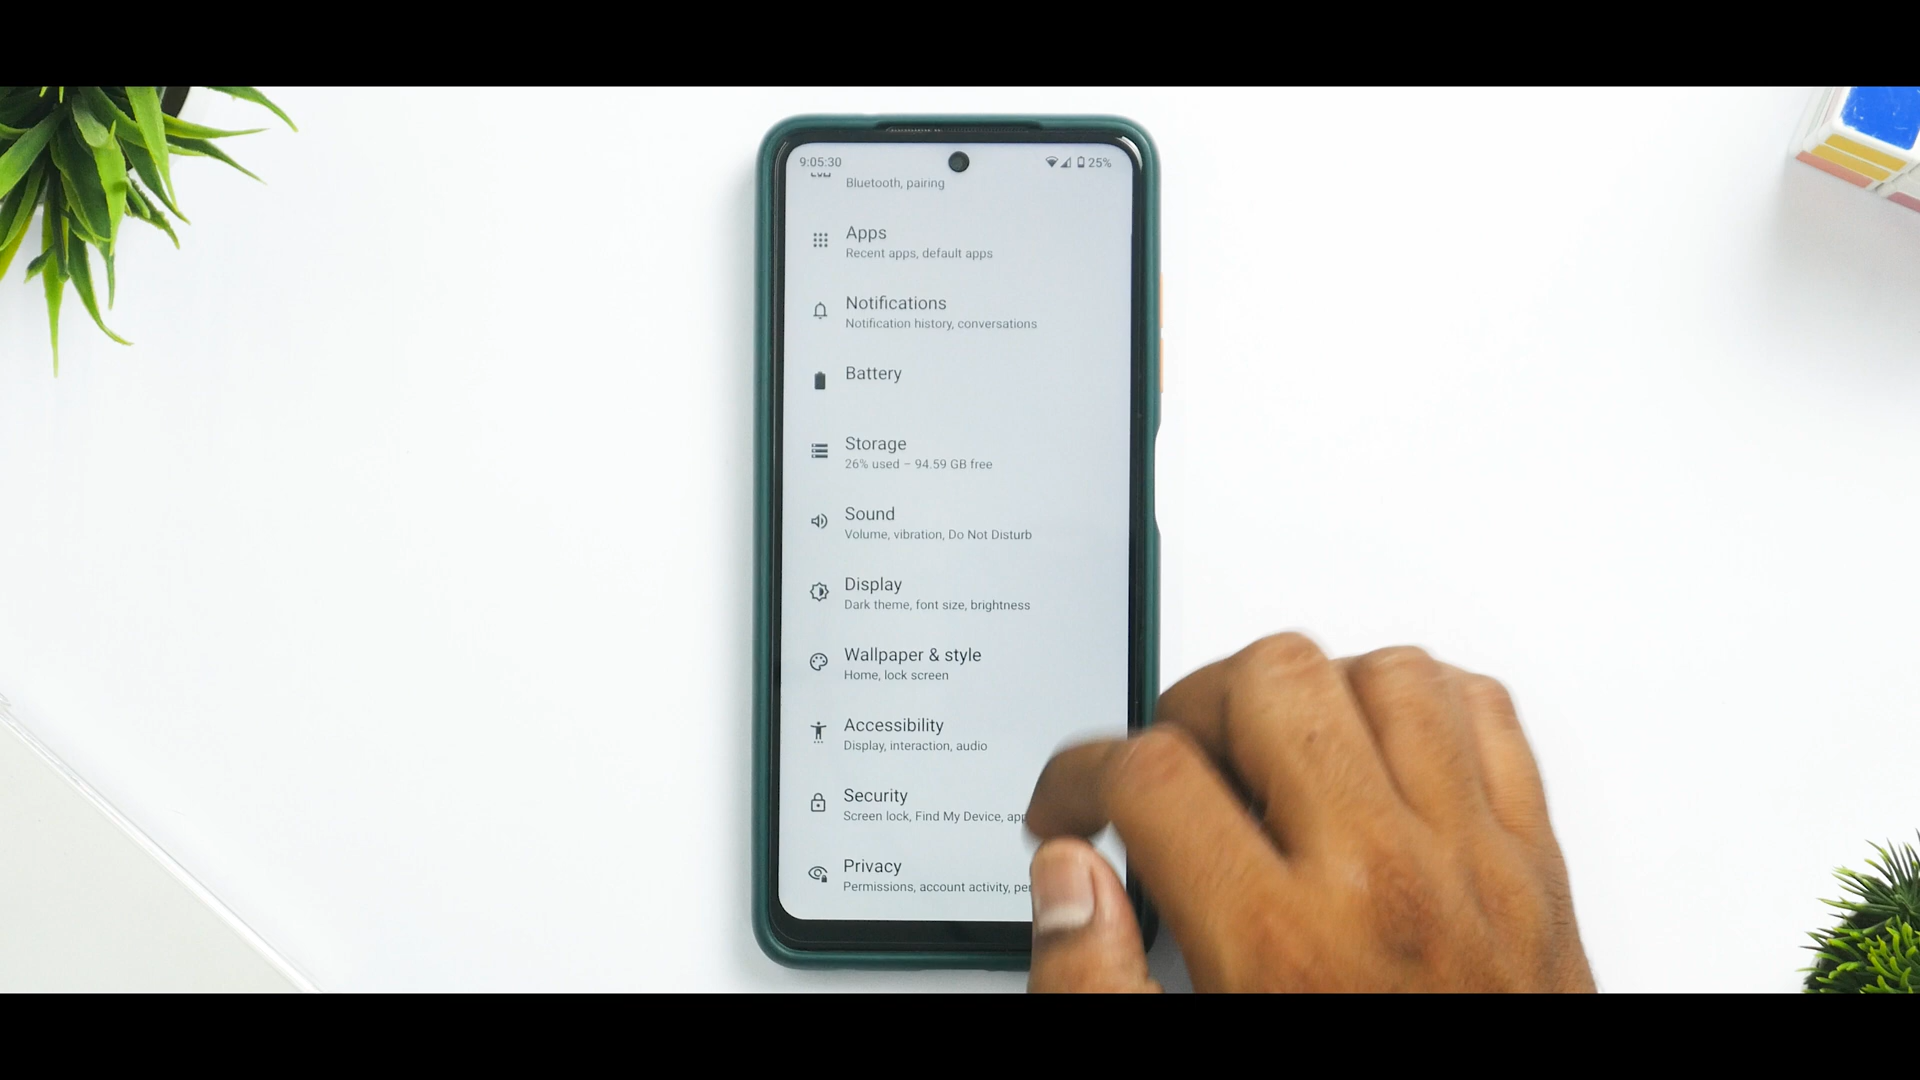 9:05:30
25%
Bluetooth, pairing
Apps
Recent apps, default apps
Notifications
Notification history, conversations
Battery
Storage
26% used – 94.59 GB free
Sound
Volume, vibration, Do Not Disturb
Display
Dark theme, font size, brightness
Wallpaper & style
Home, lock screen
Accessibility
Display, interaction, audio
Security
Screen lock, Find My Device,
Privacy
Permissions, account activity,